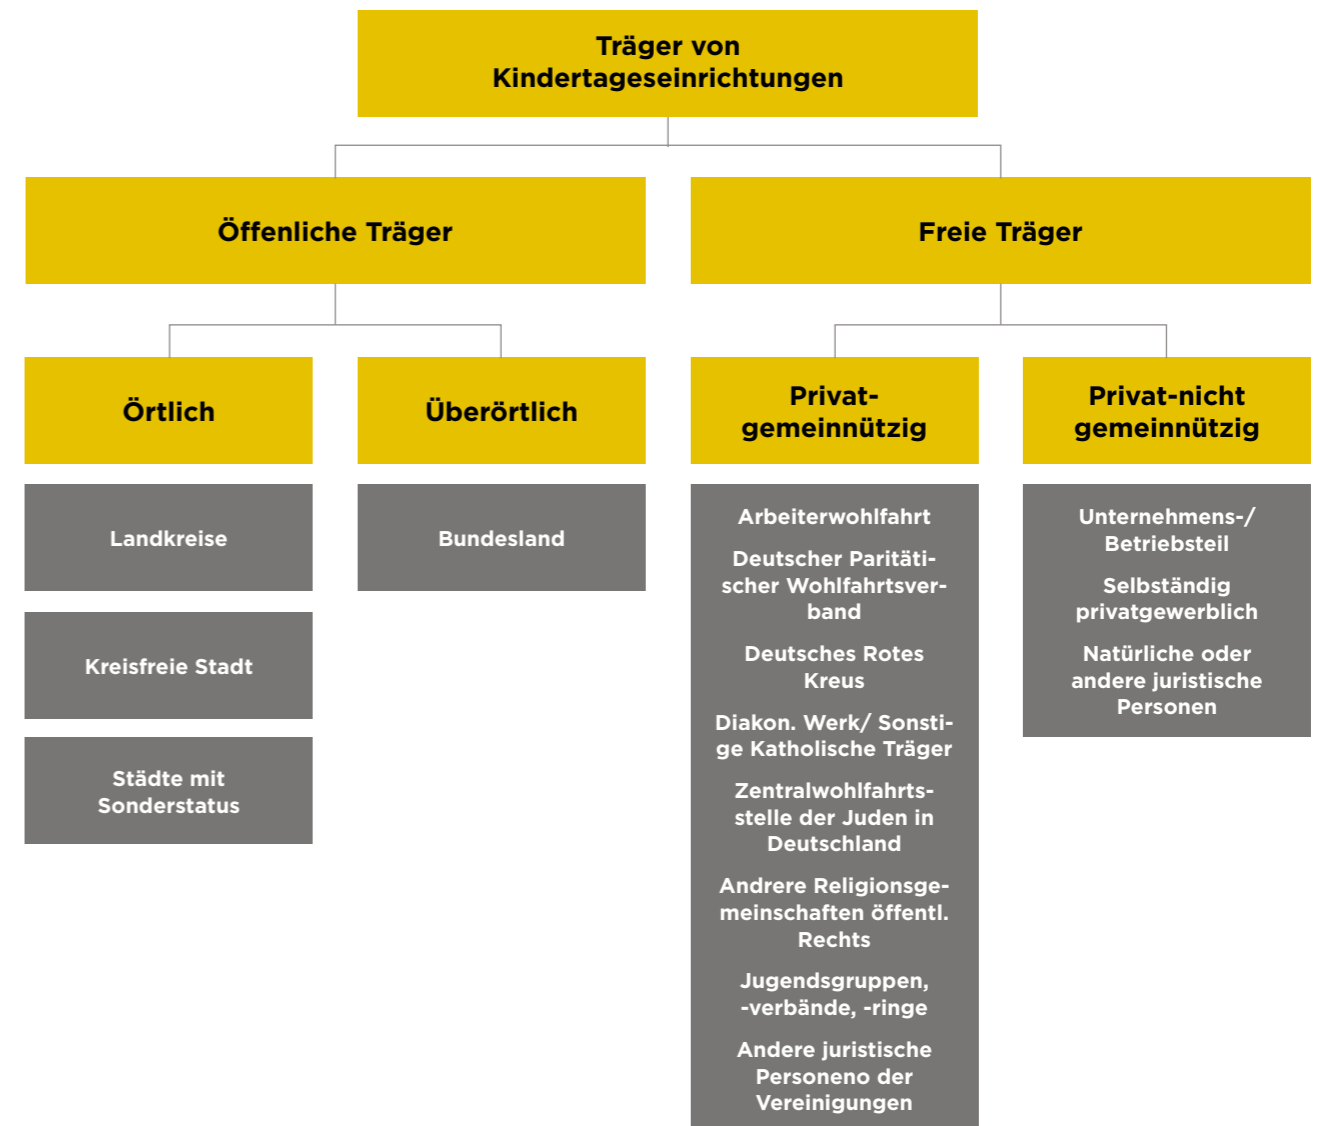 Träger von
Kindertageseinrichtungen
Öffenliche Träger
Freie Träger
Örtlich
Überörtlich
Privat-
gemeinnützig
Privat-nicht
gemeinnützig
Landkreise
Kreisfreie Stadt
Städte mit
Sonderstatus
Bundesland
Arbeiterwohlfahrt
Deutscher Paritäti-
scher Wohlfahrtsver-
band
Deutsches Rotes
Kreus
Diakon. Werk/ Sonsti-
ge Katholische Träger
Zentralwohlfahrts-
stelle der Juden in
Deutschland
Andrere Religionsge-
meinschaften öffentl.
Rechts
Jugendsgruppen,
-verbände, -ringe
Andere juristische
Personeno der
Vereinigungen
Unternehmens-/
Betriebsteil
Selbständig
privatgewerblich
Natürliche oder
andere juristische
Personen